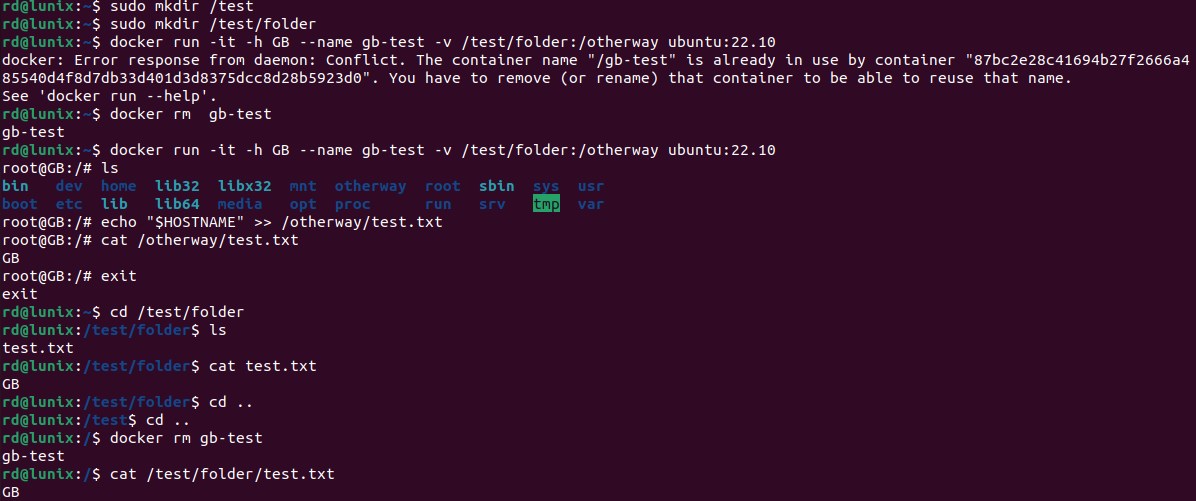 rd@lunix:~$ sudo mkdir /test
rd@lunix:~$ sudo mkdir /test/folder
rd@lunix:~$ docker run -it -h GB --name gb-test -v /test/folder:/otherway ubuntu:22.10
docker: Error response from daemon: Conflict. The container name "/gb-test" is already in use by container "87bc2e28c41694b27f2666a4
85540d4f8d7db33d401d3d8375dcc8d28b5923d0". You have to remove (or rename) that container to be able to reuse that name.
See 'docker run --help'.
rd@lunix:~$ docker rm  gb-test
gb-test
rd@lunix:~$ docker run -it -h GB --name gb-test -v /test/folder:/otherway ubuntu:22.10
root@GB:/# ls
bin   dev  home  lib32  libx32  mnt  otherway  root  sbin  sys  usr
boot  etc  lib   lib64  media   opt  proc      run   srv   tmp  var
root@GB:/# echo "$HOSTNAME" >> /otherway/test.txt
root@GB:/# cat /otherway/test.txt
GB
root@GB:/# exit
exit
rd@lunix:~$ cd /test/folder
rd@lunix:/test/folder$ ls
test.txt
rd@lunix:/test/folder$ cat test.txt
GB
rd@lunix:/test/folder$ cd ..
rd@lunix:/test$ cd ..
rd@lunix:/$ docker rm gb-test
gb-test
rd@lunix:/$ cat /test/folder/test.txt
GB